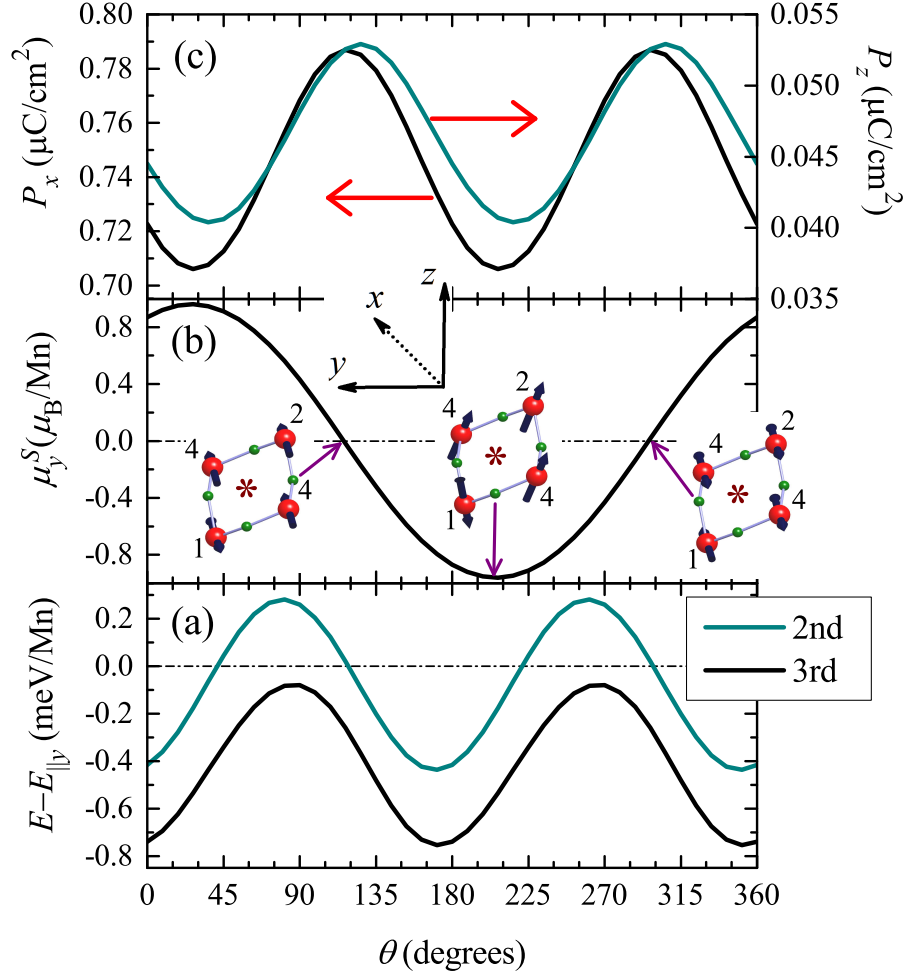 (c)
P_x (μC/cm²)
0.80
0.78
0.76
0.74
0.72
0.70
0.055
0.050
0.045
0.040
0.035
P_z (μC/cm²)
(b)
μ_y^S (μ_B/Mn)
0.8
0.4
0.0
-0.4
-0.8
z
x
y
4
2
4
1
4
2
4
1
4
2
4
1
*
*
*
(a)
E−E_∥y (meV/Mn)
0.2
0.0
-0.2
-0.4
-0.6
-0.8
2nd
3rd
0 45 90 135 180 225 270 315 360
θ (degrees)